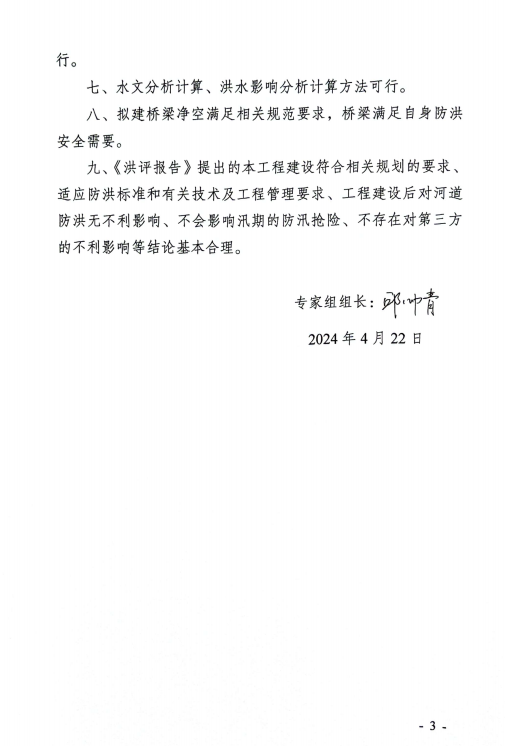 行。
七、水文分析计算、洪水影响分析计算方法可行。
八、拟建桥梁净空满足相关规范要求，桥梁满足自身防洪
安全需要。
九、《洪评报告》提出的本工程建设符合相关规划的要求、
适应防洪标准和有关技术及工程管理要求、工程建设后对河道
防洪无不利影响、不会影响汛期的防汛抢险、不存在对第三方
的不利影响等结论基本合理。
专家组组长：
2024 年 4 月 22 日
- 3 -